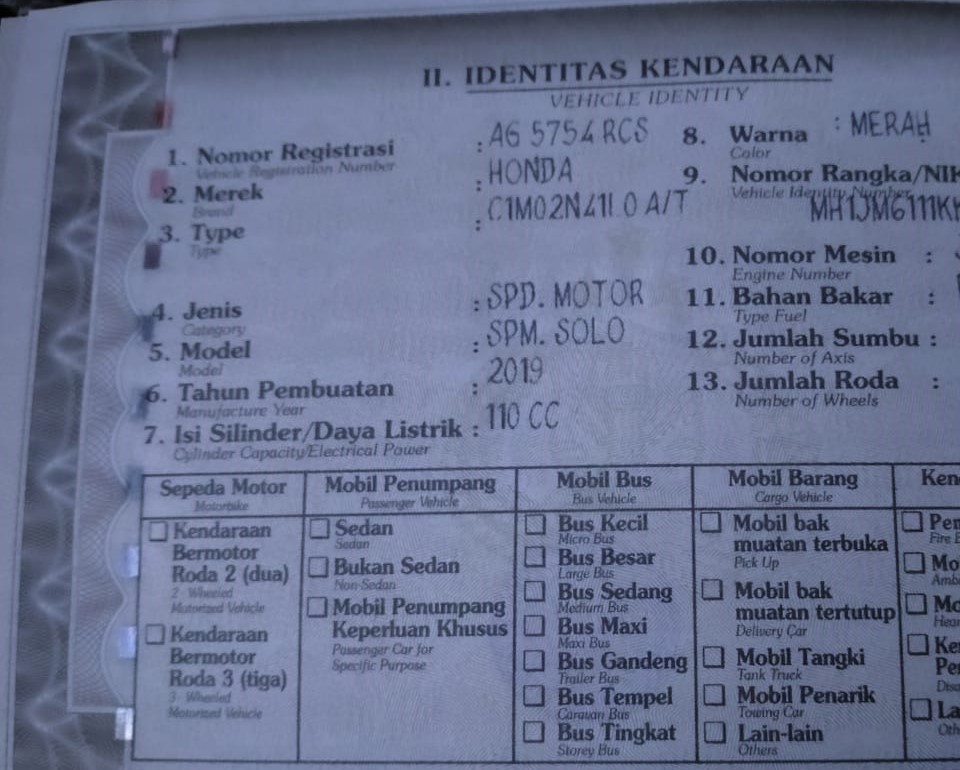 II. IDENTITAS KENDARAAN
VEHICLE IDENTITY
1. Nomor Registrasi : AG 5754 RCS
Vehicle Registration Number
2. Merek : HONDA
Brand
3. Type : C1M02N41L0 A/T
Type
4. Jenis : SPD. MOTOR
Category
5. Model : SPM. SOLO
Model
6. Tahun Pembuatan : 2019
Manufacture Year
7. Isi Silinder/Daya Listrik : 110 CC
Cylinder Capacity/Electrical Power
8. Warna : MERAH
Color
9. Nomor Rangka/NIK
Vehicle Identity Number
MH1JM6111KK
10. Nomor Mesin :
Engine Number
11. Bahan Bakar :
Type Fuel
12. Jumlah Sumbu :
Number of Axis
13. Jumlah Roda :
Number of Wheels
Sepeda Motor
Motorbike
Kendaraan
Bermotor
Roda 2 (dua)
2 - Wheeled
Motorized Vehicle
Kendaraan
Bermotor
Roda 3 (tiga)
3 - Wheeled
Motorized Vehicle
Mobil Penumpang
Passenger Vehicle
Sedan
Sedan
Bukan Sedan
Non-Sedan
Mobil Penumpang
Keperluan Khusus
Passenger Car for
Specific Purpose
Mobil Bus
Bus Vehicle
Bus Kecil
Micro Bus
Bus Besar
Large Bus
Bus Sedang
Medium Bus
Bus Maxi
Maxi Bus
Bus Gandeng
Trailer Bus
Bus Tempel
Caravan Bus
Bus Tingkat
Storey Bus
Mobil Barang
Cargo Vehicle
Mobil bak
muatan terbuka
Pick Up
Mobil bak
muatan tertutup
Delivery Car
Mobil Tangki
Tank Truck
Mobil Penarik
Towing Car
Lain-lain
Others